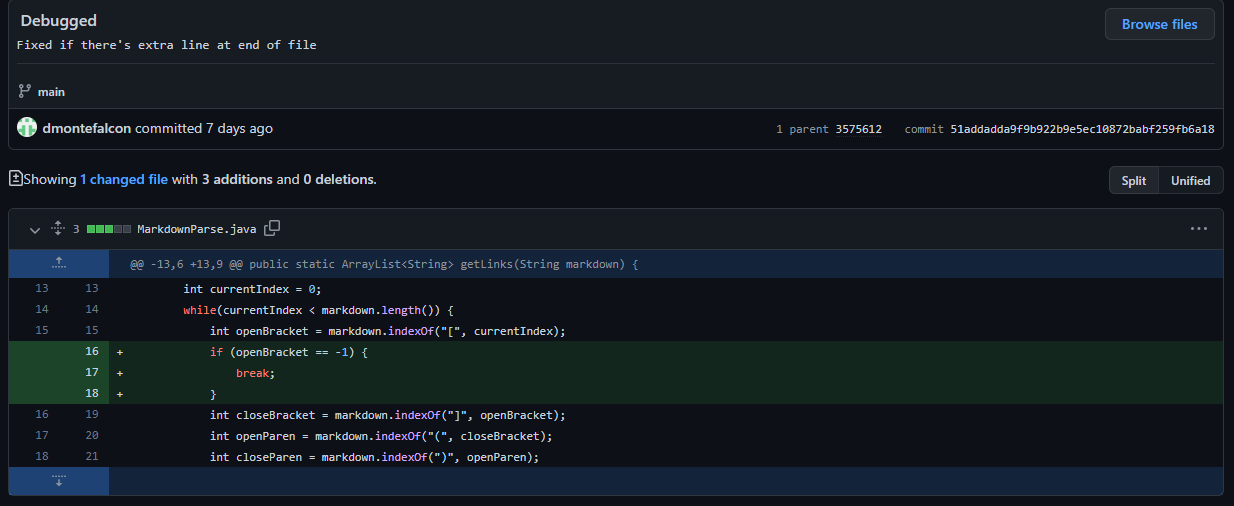 Debugged
Browse files
Fixed if there's extra line at end of file
main
dmontefalcon committed 7 days ago
1 parent 3575612 commit 51addadda9f9b922b9e5ec10872babf259fb6a18
Showing 1 changed file with 3 additions and 0 deletions.
Split Unified
3 MarkdownParse.java
@@ -13,6 +13,9 @@ public static ArrayList<String> getLinks(String markdown) {
13 13 int currentIndex = 0;
14 14 while(currentIndex < markdown.length()) {
15 15 int openBracket = markdown.indexOf("[", currentIndex);
16 + if (openBracket == -1) {
17 + break;
18 + }
16 19 int closeBracket = markdown.indexOf("]", openBracket);
17 20 int openParen = markdown.indexOf("(", closeBracket);
18 21 int closeParen = markdown.indexOf(")", openParen);